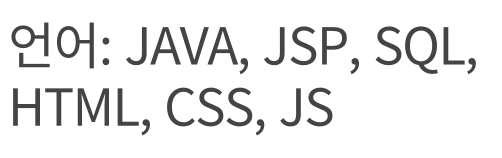 언어: JAVA, JSP, SQL,
HTML, CSS, JS